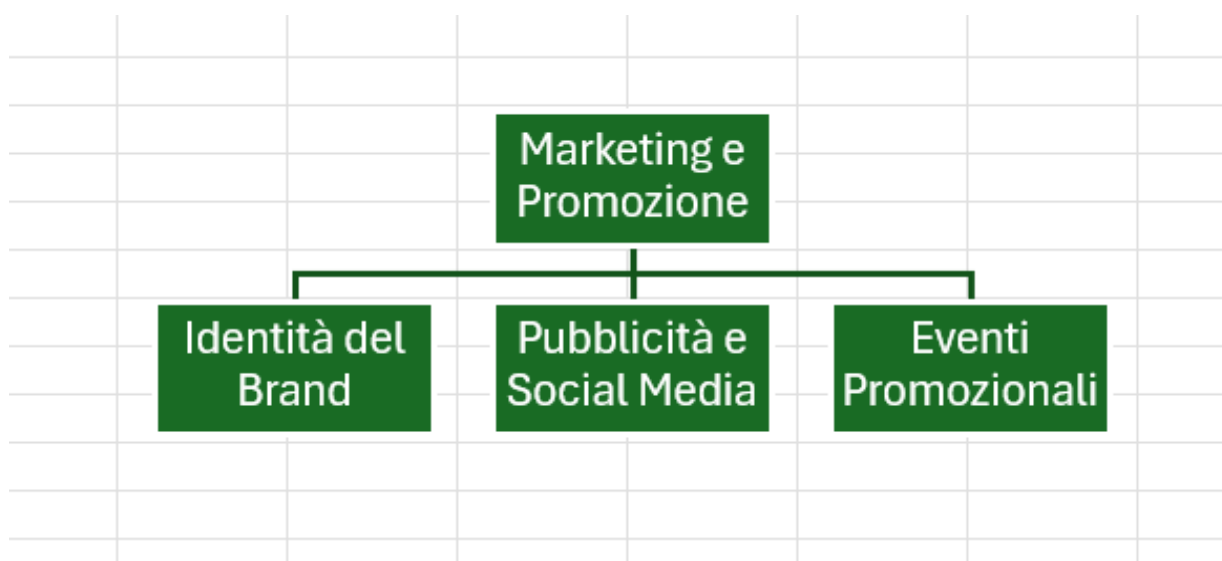 Marketing e
Promozione
Identità del
Brand
Pubblicità e
Social Media
Eventi
Promozionali